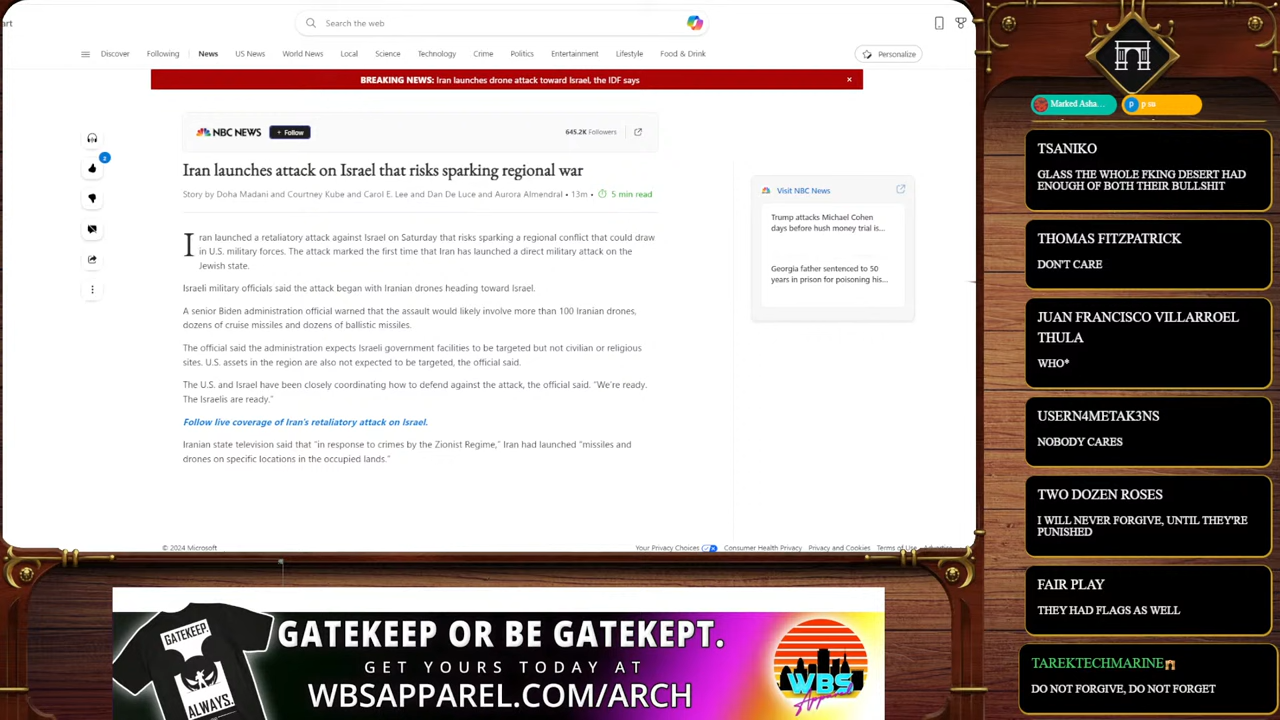 art
Search the web
Discover
Following
News
US News
World News
Local
Science
Technology
Crime
Politics
Entertainment
Lifestyle
Food & Drink
Personalize
BREAKING NEWS: Iran launches drone attack toward Israel, the IDF says
×
NBC NEWS
+ Follow
645.2K Followers
2
Iran launches attack on Israel that risks sparking regional war
Story by Doha Madani and Courtney Kube and Carol E. Lee and Dan De Luce and Aurora Almendral • 13m • 5 min read
Iran launched a retaliatory attack against Israel on Saturday that risks sparking a regional conflict that could draw
in U.S. military forces. The attack marked the first time that Iran has launched a direct military attack on the
Jewish state.
Israeli military officials said the attack began with Iranian drones heading toward Israel.
A senior Biden administration official warned that the assault would likely involve more than 100 Iranian drones,
dozens of cruise missiles and dozens of ballistic missiles.
The official said the administration expects Israeli government facilities to be targeted but not civilian or religious
sites. U.S. assets in the region are also not expected to be targeted, the official said.
The U.S. and Israel have been closely coordinating how to defend against the attack, the official said. "We're ready.
The Israelis are ready."
Follow live coverage of Iran's retaliatory attack on Israel.
Iranian state television said that "in response to crimes by the Zionist Regime," Iran had launched "missiles and
drones on specific locations in the occupied lands."
Visit NBC News
Trump attacks Michael Cohen
days before hush money trial is...
Georgia father sentenced to 50
years in prison for poisoning his...
© 2024 Microsoft
Your Privacy Choices
Consumer Health Privacy
Privacy and Cookies
Terms of Use
GATEKEEP.
ALWAYS.
GATEKEEP OR BE GATEKEPT.
GET YOURS TODAY AT
WBSAPPAREL.COM/ARCH
WBS
Apparel
Marked Asha...
p
p su
TSANIKO
GLASS THE WHOLE FKING DESERT HAD
ENOUGH OF BOTH THEIR BULLSHIT
THOMAS FITZPATRICK
DON'T CARE
JUAN FRANCISCO VILLARROEL
THULA
WHO*
USERN4METAK3NS
NOBODY CARES
TWO DOZEN ROSES
I WILL NEVER FORGIVE, UNTIL THEY'RE
PUNISHED
FAIR PLAY
THEY HAD FLAGS AS WELL
TAREKTECHMARINE
DO NOT FORGIVE, DO NOT FORGET